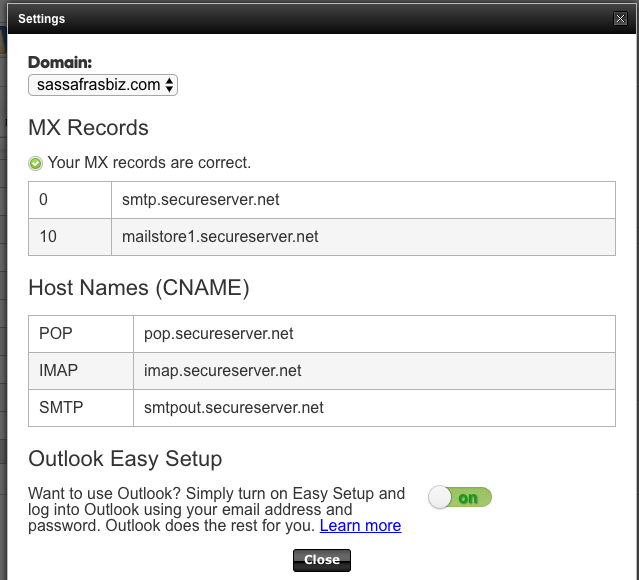 Settings
Domain:
sassafrasbiz.com
MX Records
Your MX records are correct.
0 smtp.secureserver.net
10 mailstore1.secureserver.net
Host Names (CNAME)
POP pop.secureserver.net
IMAP imap.secureserver.net
SMTP smtpout.secureserver.net
Outlook Easy Setup
Want to use Outlook? Simply turn on Easy Setup and
on
log into Outlook using your email address and
password. Outlook does the rest for you. Learn more
Close